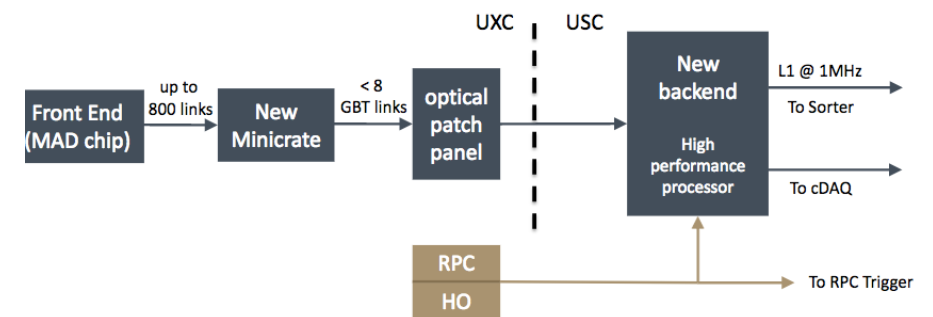 UXC
USC
Front End
(MAD chip)
up to
800 links
New
Minicrate
< 8
GBT links
optical
patch
panel
New
backend
High
performance
processor
L1 @ 1MHz
To Sorter
To cDAQ
RPC
HO
To RPC Trigger